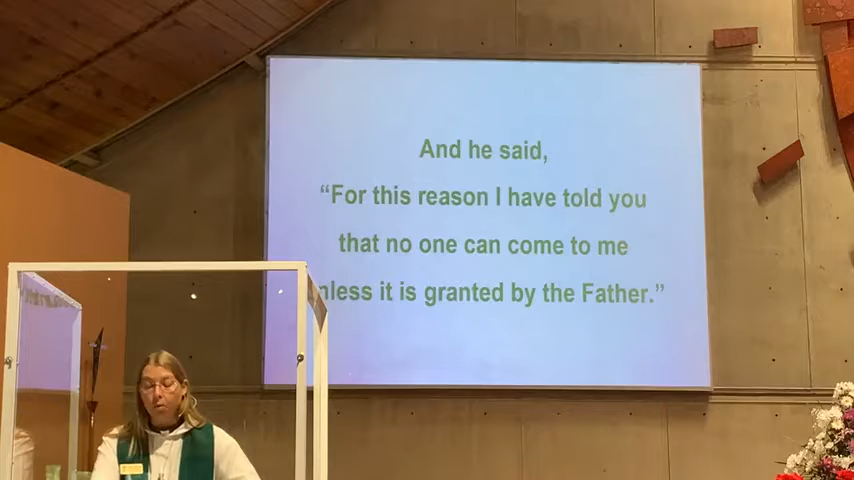 And he said,
“For this reason I have told you
that no one can come to me
unless it is granted by the Father.”